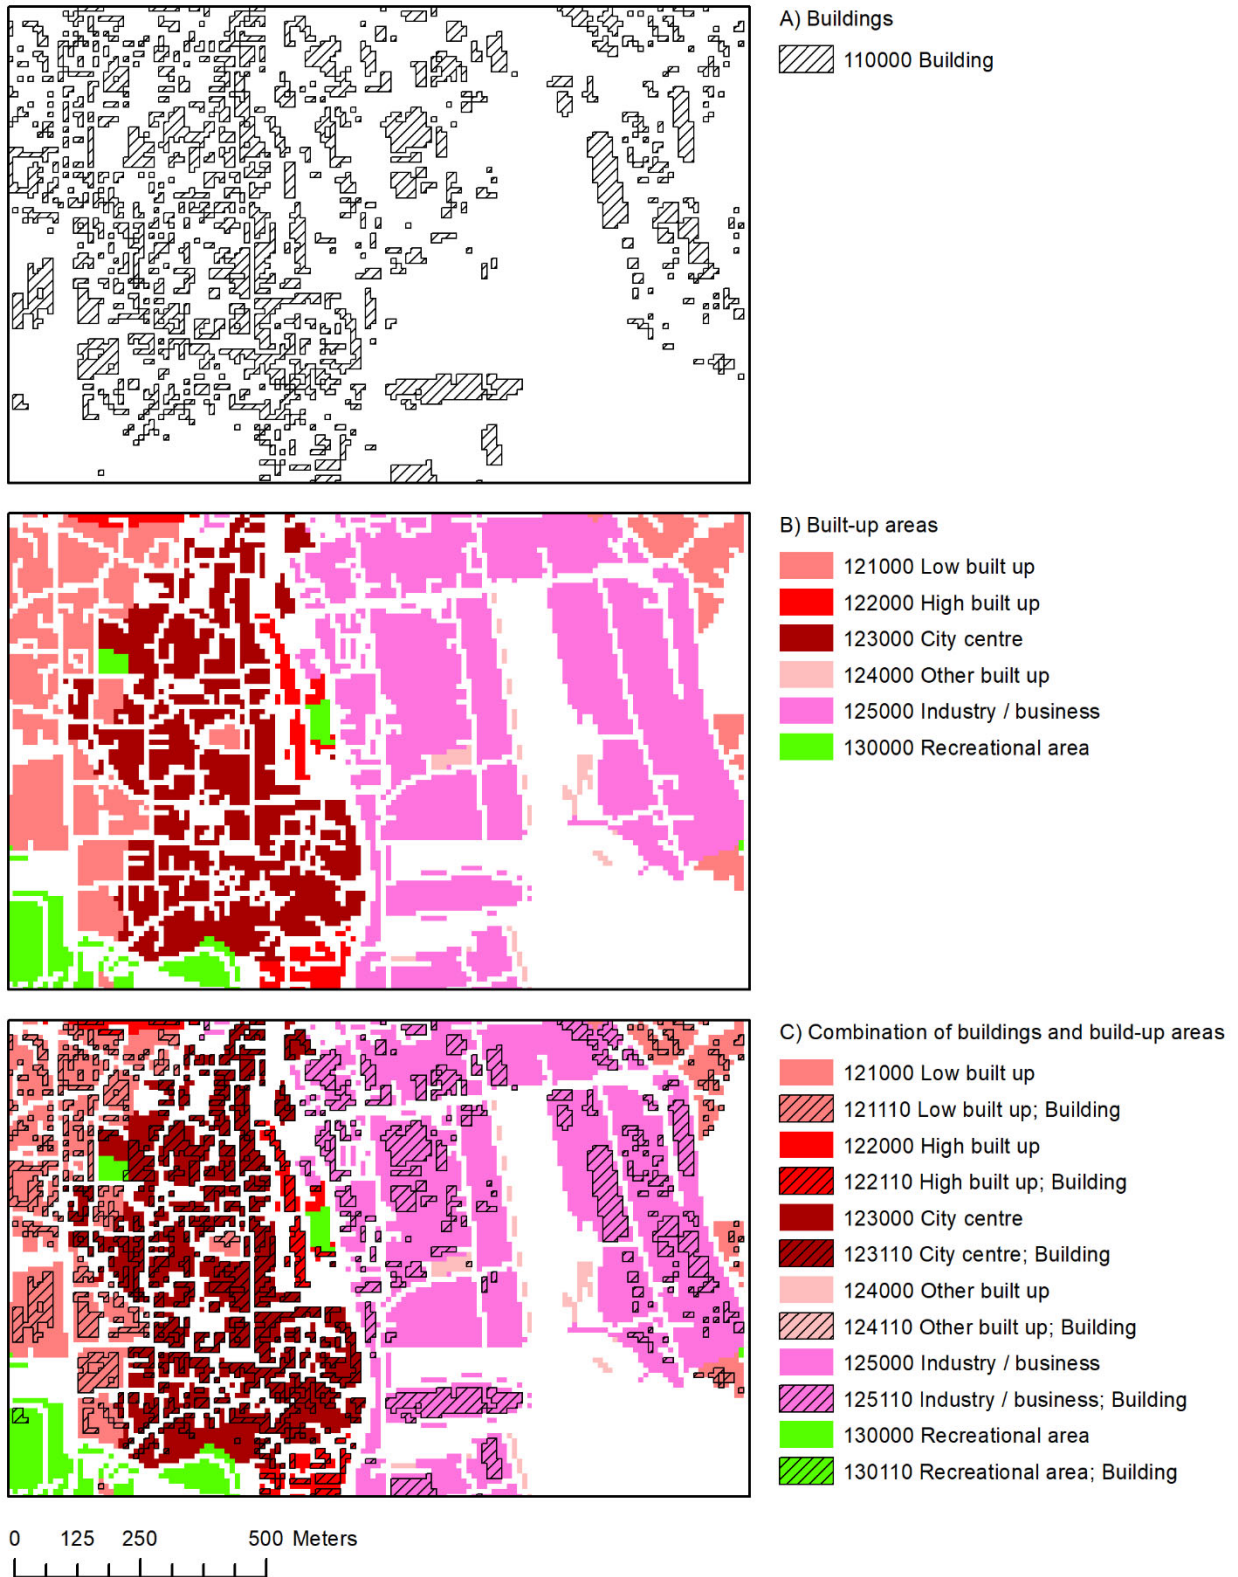 A) Buildings
110000 Building
B) Built-up areas
121000 Low built up
122000 High built up
123000 City centre
124000 Other built up
125000 Industry / business
130000 Recreational area
C) Combination of buildings and build-up areas
121000 Low built up
121110 Low built up; Building
122000 High built up
122110 High built up; Building
123000 City centre
123110 City centre; Building
124000 Other built up
124110 Other built up; Building
125000 Industry / business
125110 Industry / business; Building
130000 Recreational area
130110 Recreational area; Building
0 125 250 500 Meters